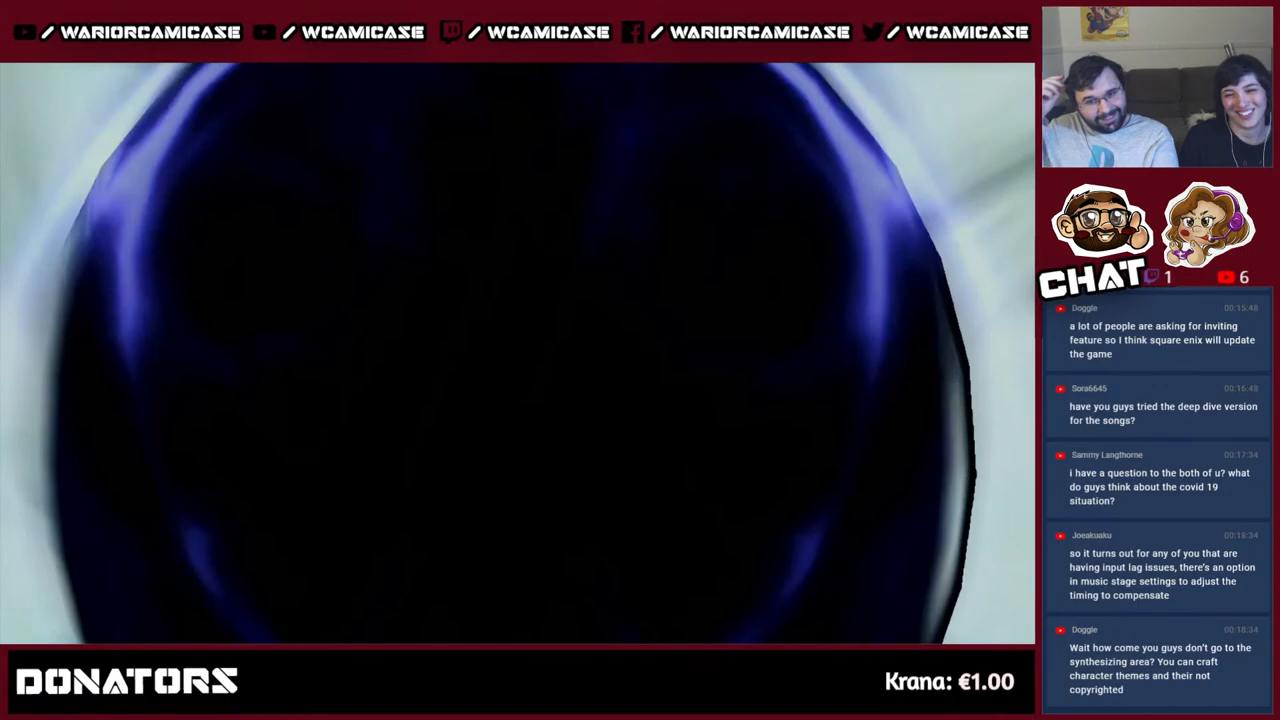 / WARIORCAMICASE / WCAMICASE / WCAMICASE / WARIORCAMICASE / WCAMICASE
CHAT 1 6
Doggle 00:15:48
a lot of people are asking for inviting
feature so I think square enix will update
the game
Sora6645 00:16:48
have you guys tried the deep dive version
for the songs?
Sammy Langthorne 00:17:34
i have a question to the both of u? what
do guys think about the covid 19
situation?
Joeakuaku 00:18:34
so it turns out for any of you that are
having input lag issues, there's an option
in music stage settings to adjust the
timing to compensate
Doggle 00:18:34
Wait how come you guys don't go to the
synthesizing area? You can craft
character themes and their not
copyrighted
DONATORS Krana: €1.00